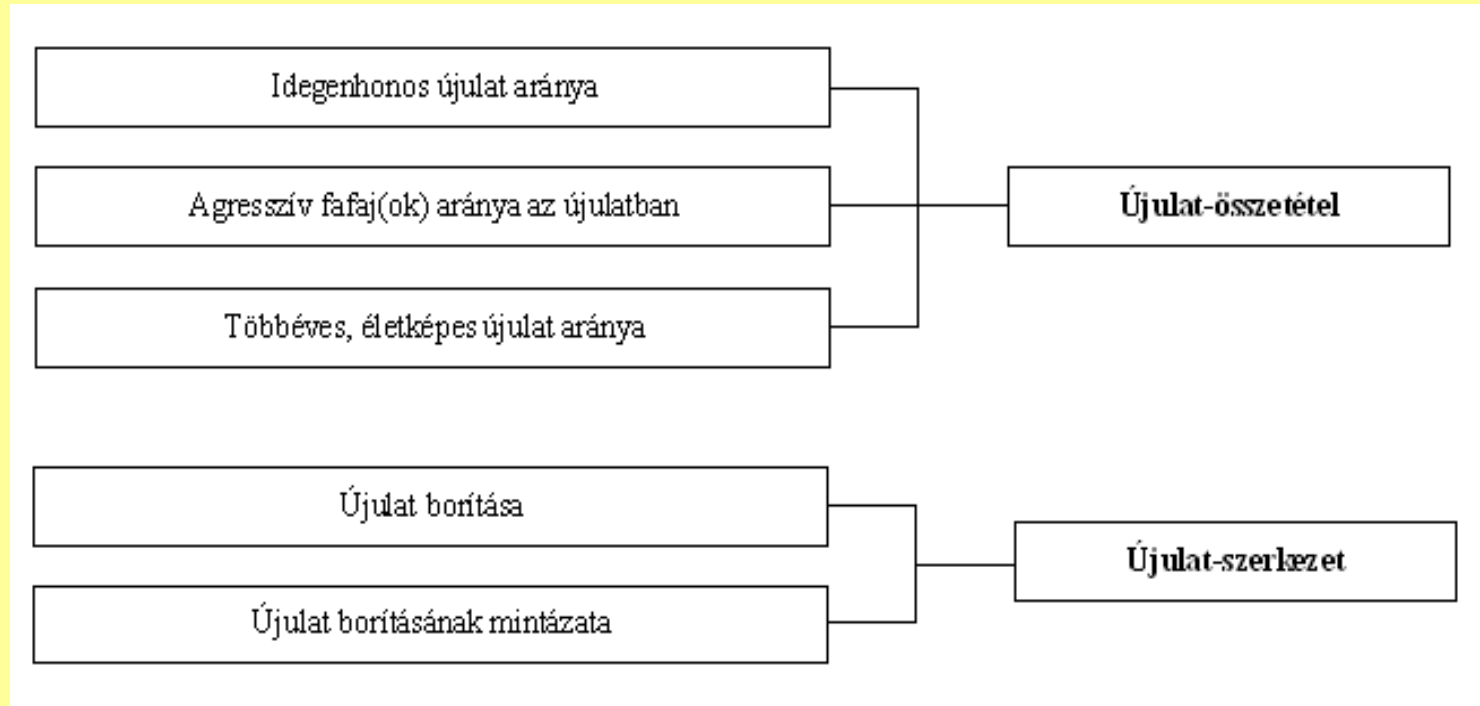 Idegenhonos újulat aránya
Agresszív fafaj(ok) aránya az újulatban
Többéves, életképes újulat aránya
Újulat-összetétel
Újulat borítása
Újulat borításának mintázata
Újulat-szerkezet